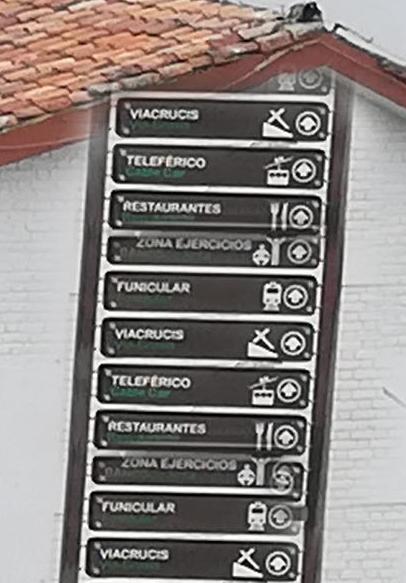 VIACRUCIS
TELEFÉRICO
Cable Car
RESTAURANTES
ZONA EJERCICIOS
FUNICULAR
VIACRUCIS
TELEFÉRICO
Cable Car
RESTAURANTES
ZONA EJERCICIOS
FUNICULAR
VIACRUCIS